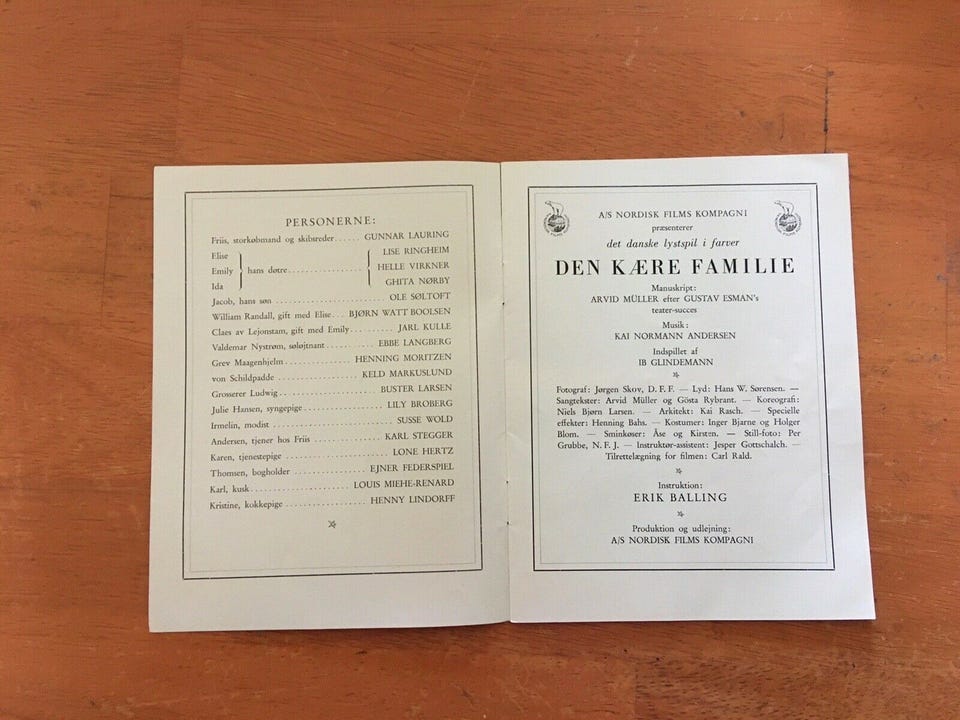 PERSONERNE:
Friis, storkøbmand og skibsreder...... GUNNAR LAURING
Elise
Emily
Ida
hans døtre....................
LISE RINGHEIM
HELLE VIRKNER
GHITA NØRBY
Jacob, hans søn ............................ OLE SØLTOFT
William Randall, gift med Elise... BJØRN WATT BOOLSEN
Claes av Lejonstam, gift med Emily.......... JARL KULLE
Valdemar Nystrøm, søløjtnant.......... EBBE LANGBERG
Grev Maagenhjelm................ HENNING MORITZEN
von Schildpadde ................... KELD MARKUSLUND
Grosserer Ludwig......................... BUSTER LARSEN
Julie Hansen, syngepige................... LILY BROBERG
Irmelin, modist ............................. SUSSE WOLD
Andersen, tjener hos Friis ................. KARL STEGGER
Karen, tjenestepige ........................ LONE HERTZ
Thomsen, bogholder .................. EJNER FEDERSPIEL
Karl, kusk......................... LOUIS MIEHE-RENARD
Kristine, kokkepige .................. HENNY LINDORFF
A/S NORDISK FILMS KOMPAGNI
præsenterer
det danske lystspil i farver
DEN KÆRE FAMILIE
Manuskript:
ARVID MÜLLER efter GUSTAV ESMAN's
teater-succes
Musik:
KAI NORMANN ANDERSEN
Indspillet af
IB GLINDEMANN
Fotograf: Jørgen Skov, D. F. F. — Lyd: Hans W. Sørensen. —
Sangtekster: Arvid Müller og Gösta Rybrant. — Koreografi:
Niels Bjørn Larsen. — Arkitekt: Kai Rasch. — Specielle
effekter: Henning Bahs. — Kostumer: Inger Bjarne og Holger
Blom. — Sminkøser: Åse og Kirsten. — Still-foto: Per
Grubbe, N. F. J. — Instruktør-assistent: Jesper Gottschalch. —
Tilrettelægning for filmen: Carl Rald.
Instruktion:
ERIK BALLING
Produktion og udlejning:
A/S NORDISK FILMS KOMPAGNI